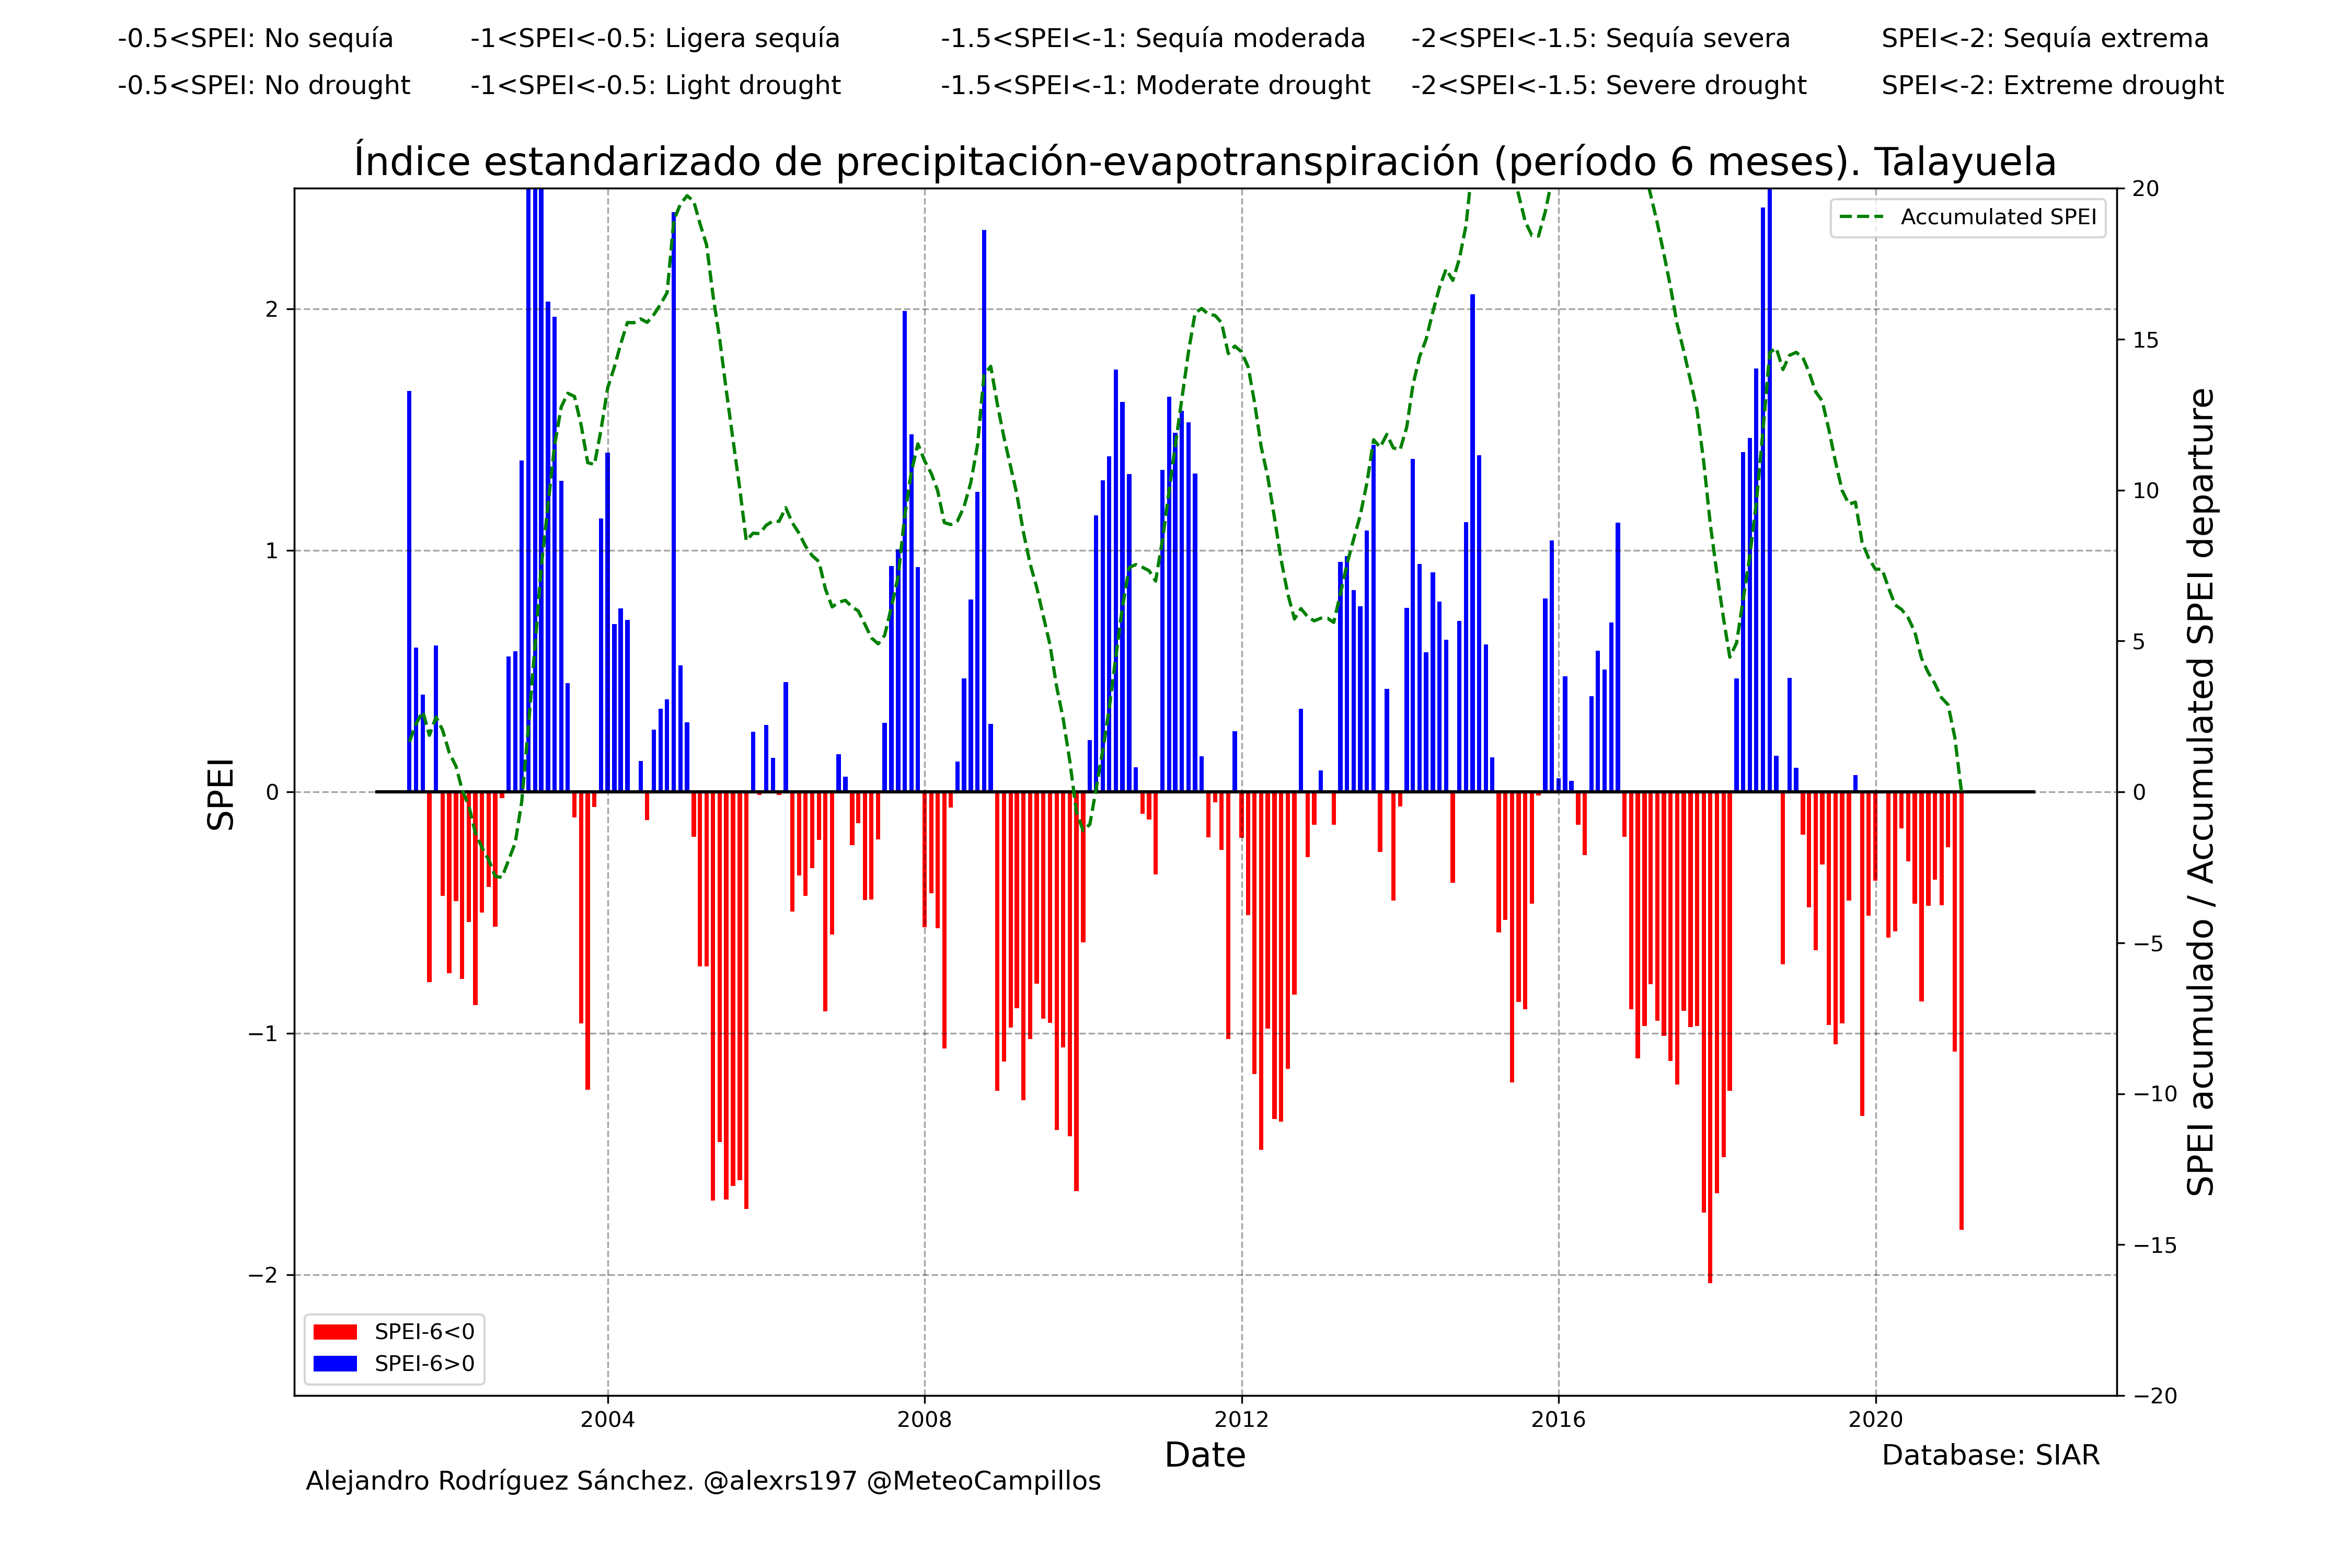 -0.5<SPEI: No sequía -1<SPEI<-0.5: Ligera sequía -1.5<SPEI<-1: Sequía moderada -2<SPEI<-1.5: Sequía severa SPEI<-2: Sequía extrema
-0.5<SPEI: No drought -1<SPEI<-0.5: Light drought -1.5<SPEI<-1: Moderate drought -2<SPEI<-1.5: Severe drought SPEI<-2: Extreme drought
Índice estandarizado de precipitación-evapotranspiración (período 6 meses). Talayuela
Accumulated SPEI
SPEI
2
1
0
−1
−2
20
15
10
5
0
−5
−10
−15
−20
SPEI acumulado / Accumulated SPEI departure
SPEI-6<0
SPEI-6>0
2004 2008 2012 2016 2020
Date
Database: SIAR
Alejandro Rodríguez Sánchez. @alexrs197 @MeteoCampillos